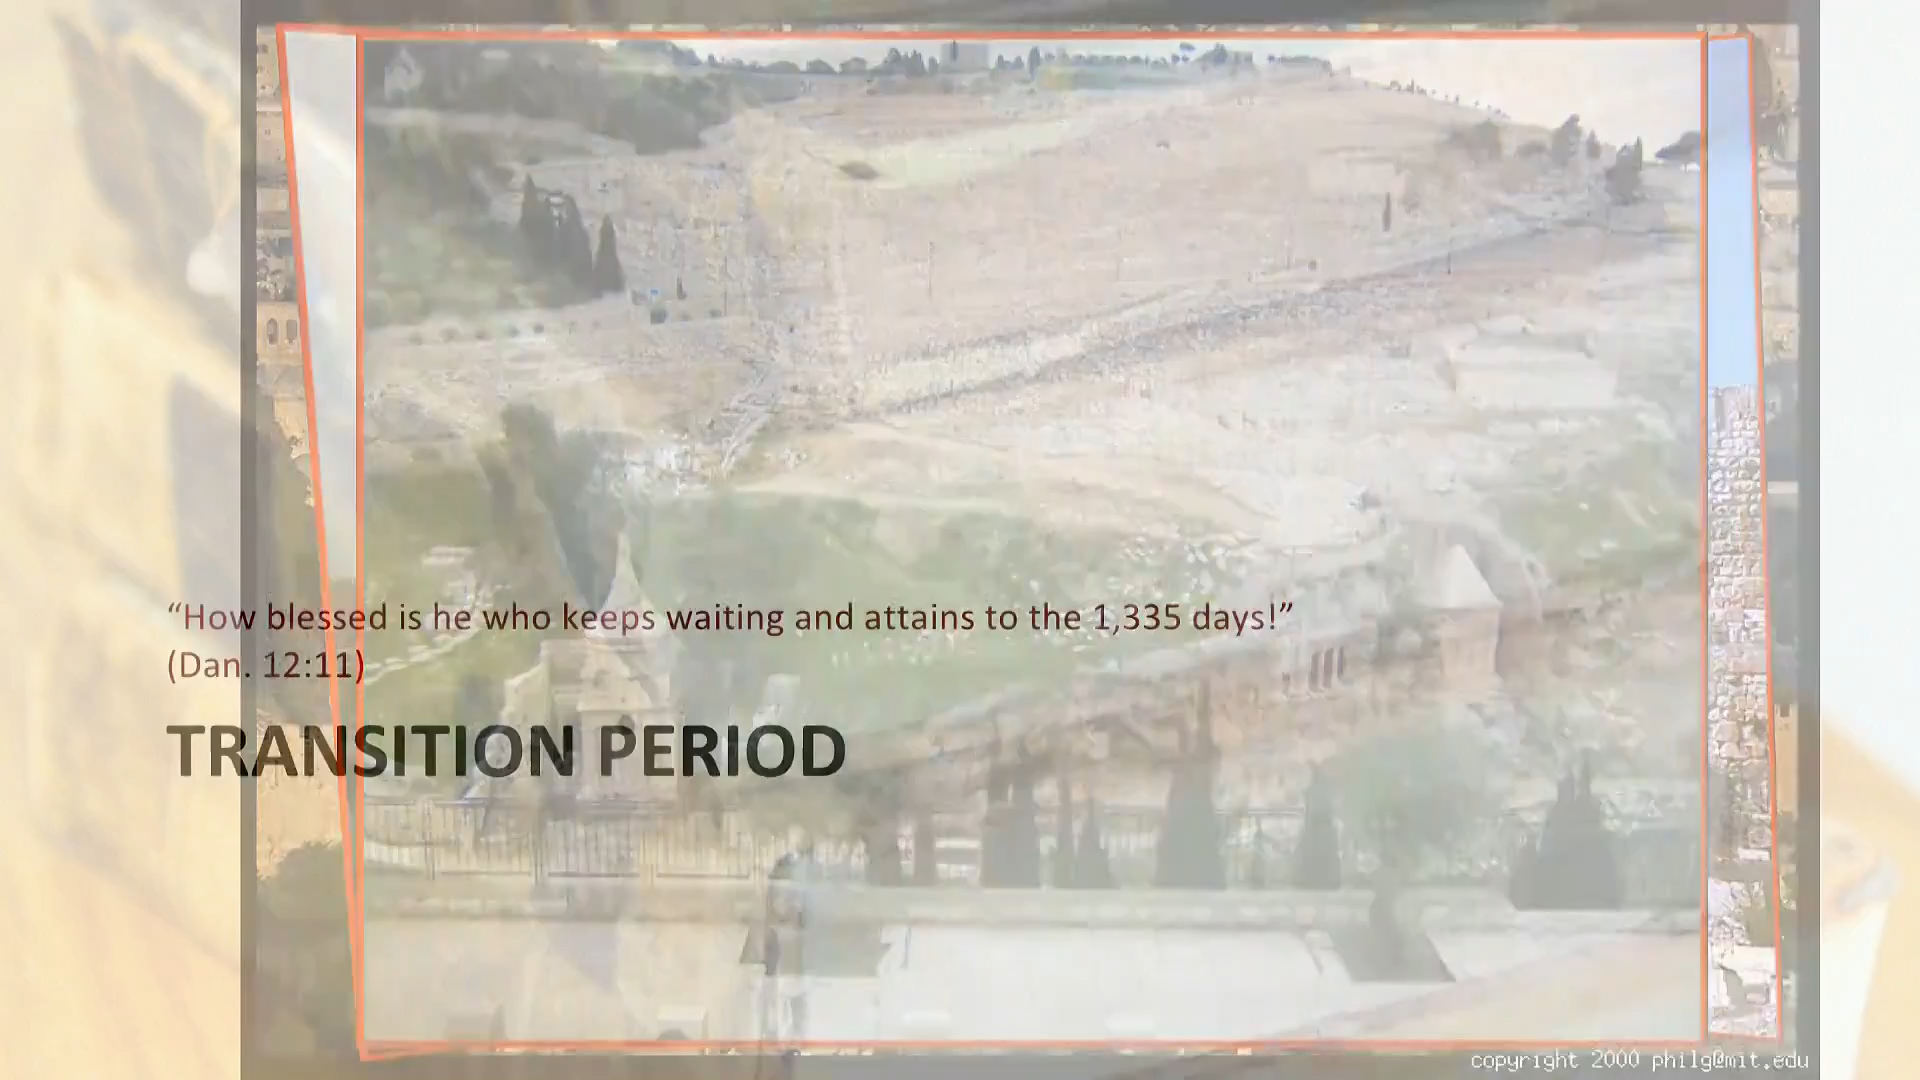 “How blessed is he who keeps waiting and attains to the 1,335 days!”
(Dan. 12:11)
TRANSITION PERIOD
copyright 2000 philg@mit.edu